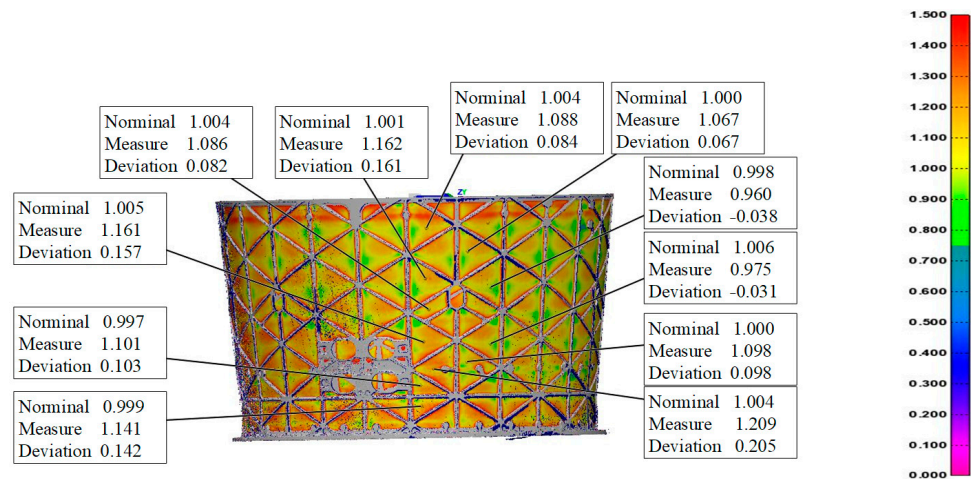 Norminal 1.004
Measure 1.086
Deviation 0.082
Norminal 1.001
Measure 1.162
Deviation 0.161
Norminal 1.004
Measure 1.088
Deviation 0.084
Norminal 1.000
Measure 1.067
Deviation 0.067
Norminal 0.998
Measure 0.960
Deviation -0.038
Norminal 1.005
Measure 1.161
Deviation 0.157
Norminal 1.006
Measure 0.975
Deviation -0.031
Norminal 0.997
Measure 1.101
Deviation 0.103
Norminal 1.000
Measure 1.098
Deviation 0.098
Norminal 0.999
Measure 1.141
Deviation 0.142
Norminal 1.004
Measure 1.209
Deviation 0.205
ZY
1.500
1.400
1.300
1.200
1.100
1.000
0.900
0.800
0.700
0.600
0.500
0.400
0.300
0.200
0.100
0.000